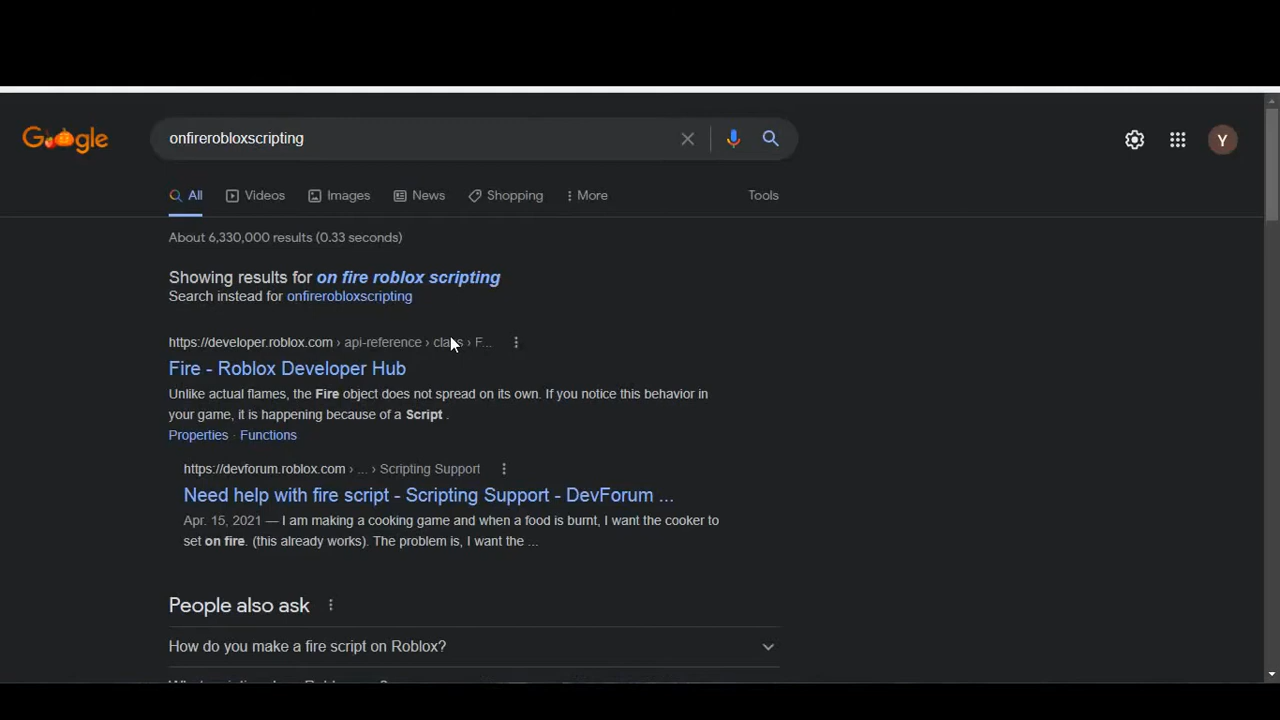 Google
onfirerobloxscripting
Y
All Videos Images News Shopping More Tools
About 6,330,000 results (0.33 seconds)
Showing results for on fire roblox scripting
Search instead for onfirerobloxscripting
https://developer.roblox.com › api-reference › class › F...
Fire - Roblox Developer Hub
Unlike actual flames, the Fire object does not spread on its own. If you notice this behavior in
your game, it is happening because of a Script .
Properties · Functions
https://devforum.roblox.com › ... › Scripting Support
Need help with fire script - Scripting Support - DevForum ...
Apr. 15, 2021 — I am making a cooking game and when a food is burnt, I want the cooker to
set on fire. (this already works). The problem is, I want the ...
People also ask
How do you make a fire script on Roblox?